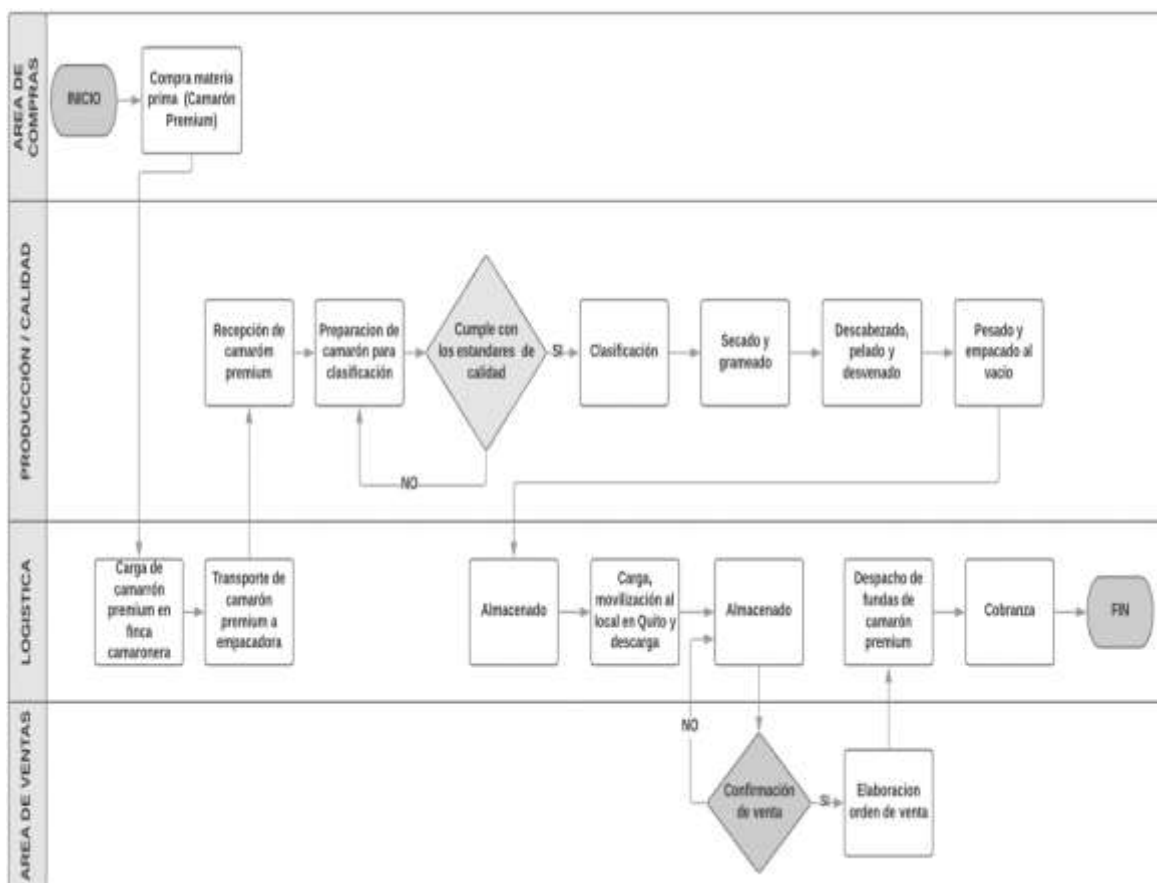 AREA DE
COMPRAS
INICIO
Compra materia
prima (Camarón
Premium)
PRODUCCIÓN / CALIDAD
Recepción de
camaróm
premium
Preparacion de
camarón para
clasificación
Cumple con
los estandares de
calidad
SI
NO
Clasificación
Secado y
grameado
Descabezado,
pelado y
desvenado
Pesado y
empacado al
vacio
LOGISTICA
Carga de
camarrón
premium en
finca
camaronera
Transporte de
camarón
premium a
empacadora
Almacenado
Carga,
movilización al
local en Quito y
descarga
Almacenado
Despacho de
fundas de
camarón
premium
Cobranza
FIN
AREA DE VENTAS
NO
Confirmación
de venta
SI
Elaboracion
orden de venta